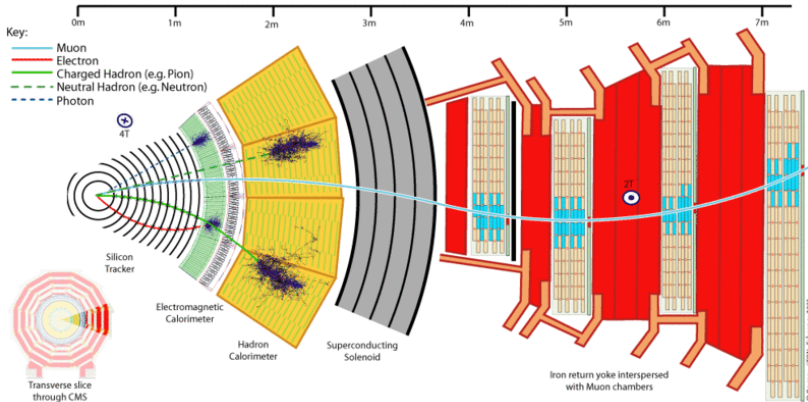 0m 1m 2m 3m 4m 5m 6m 7m
Key:
Muon
Electron
Charged Hadron (e.g. Pion)
Neutral Hadron (e.g. Neutron)
Photon
4T
2T
Silicon
Tracker
Electromagnetic
Calorimeter
Hadron
Calorimeter
Superconducting
Solenoid
Iron return yoke interspersed
with Muon chambers
Transverse slice
through CMS